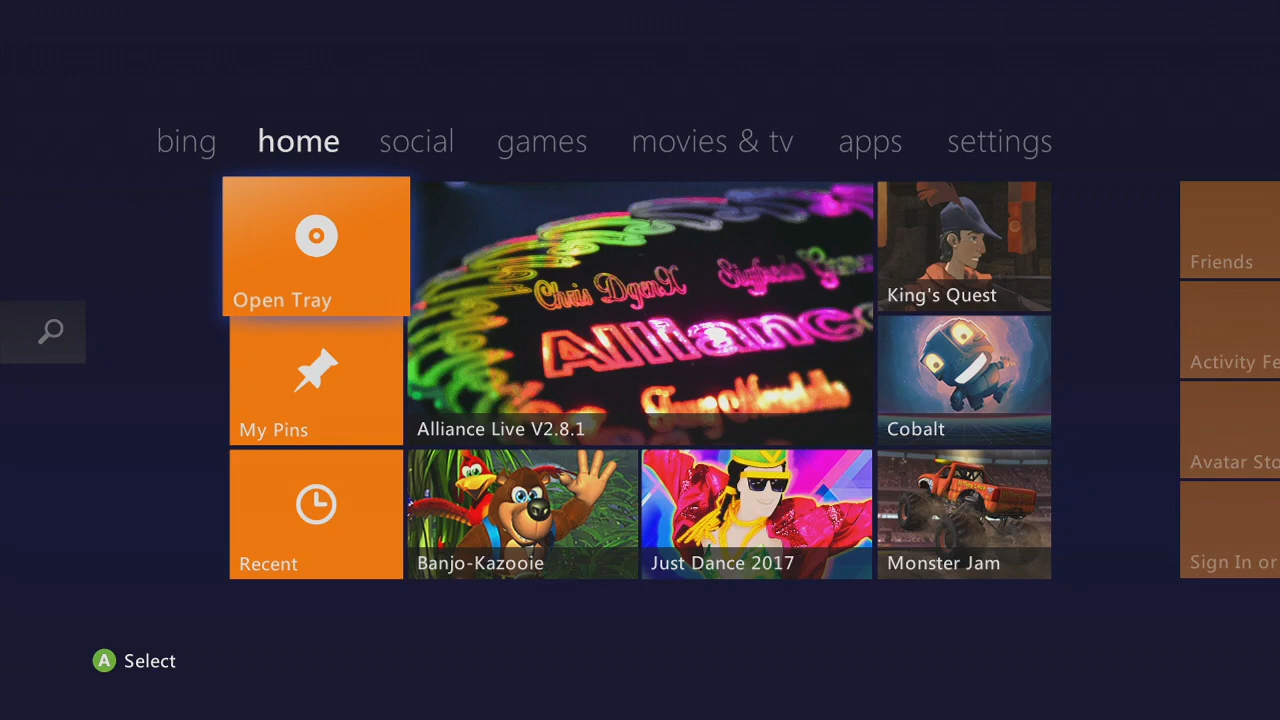 bing home social games movies & tv apps settings
Open Tray
My Pins
Recent
Chris DgenX
Alliance
Alliance Live V2.8.1
Banjo-Kazooie
Just Dance 2017
King's Quest
Cobalt
Monster Jam
Friends
Activity Fe
Avatar Sto
Sign In or
A Select